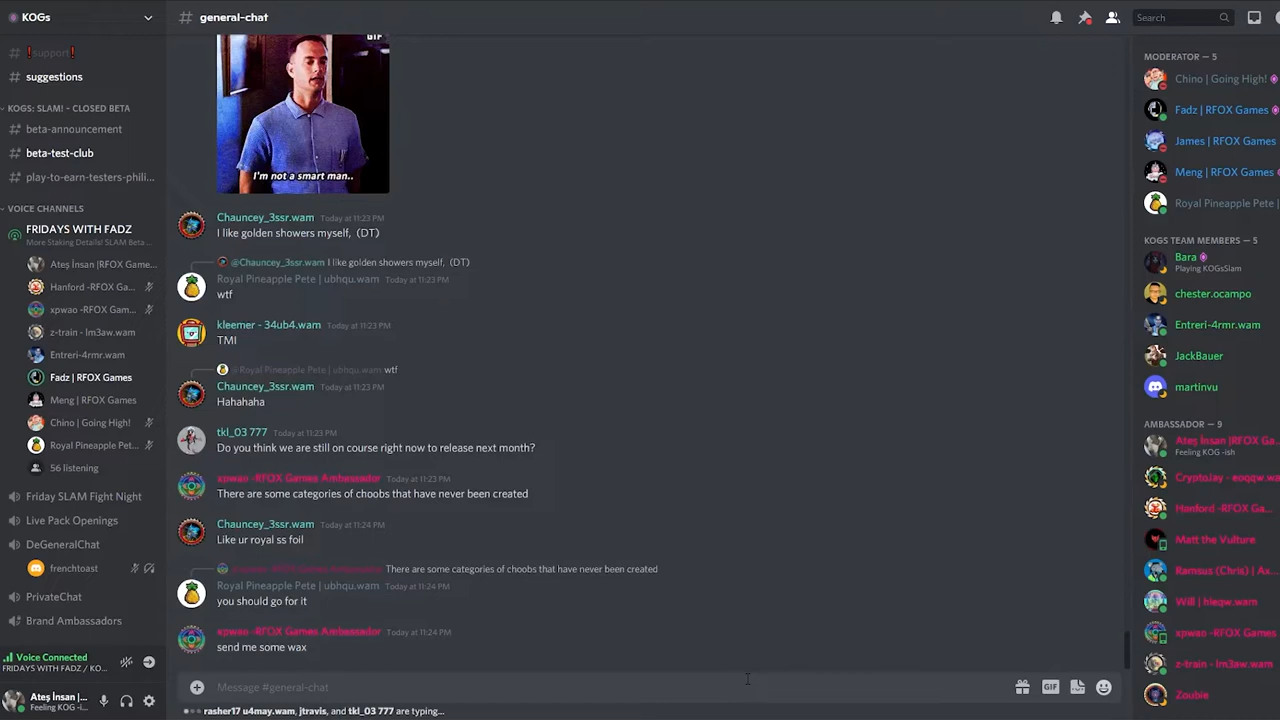 KOGs
general-chat
Search
❗support❗
suggestions
KOGS: SLAM! - CLOSED BETA
beta-announcement
beta-test-club
play-to-earn-testers-phili...
VOICE CHANNELS
FRIDAYS WITH FADZ
More Staking Details! SLAM Beta ...
Ateş İnsan |RFOX Game...
Hanford -RFOX Ga...
xpwao -RFOX Gam...
z-train - lm3aw.wam
Entreri-4rmr.wam
Fadz | RFOX Games
Meng | RFOX Games
Chino | Going High!
Royal Pineapple Pet...
56 listening
Friday SLAM Fight Night
Live Pack Openings
DeGeneralChat
frenchtoast
PrivateChat
Brand Ambassadors
Voice Connected
FRIDAYS WITH FADZ / KO...
Ateş İnsan |...
Feeling KOG -i...
GIF
I'm not a smart man..
Chauncey_3ssr.wam Today at 11:23 PM
I like golden showers myself, (DT)
@Chauncey_3ssr.wam I like golden showers myself, (DT)
Royal Pineapple Pete | ubhqu.wam Today at 11:23 PM
wtf
kleemer - 34ub4.wam Today at 11:23 PM
TMI
@Royal Pineapple Pete | ubhqu.wam wtf
Chauncey_3ssr.wam Today at 11:23 PM
Hahahaha
tkl_03 777 Today at 11:23 PM
Do you think we are still on course right now to release next month?
xpwao -RFOX Games Ambassador Today at 11:23 PM
There are some categories of choobs that have never been created
Chauncey_3ssr.wam Today at 11:24 PM
Like ur royal ss foil
@xpwao -RFOX Games Ambassador There are some categories of choobs that have never been created
Royal Pineapple Pete | ubhqu.wam Today at 11:24 PM
you should go for it
xpwao -RFOX Games Ambassador Today at 11:24 PM
send me some wax
Message #general-chat
GIF
rasher17 u4may.wam, jtravis, and tkl_03 777 are typing...
MODERATOR — 5
Chino | Going High!
Fadz | RFOX Games
James | RFOX Games
Meng | RFOX Games
Royal Pineapple Pete
KOGS TEAM MEMBERS — 5
Bara
Playing KOGsSlam
chester.ocampo
Entreri-4rmr.wam
JackBauer
martinvu
AMBASSADOR — 9
Ateş İnsan |RFOX Ga
Feeling KOG -ish
CryptoJay - eoqqw.wa
Hanford -RFOX Ga...
Matt the Vulture
Ramsus (Chris) | Ax...
Will | hleqw.wam
xpwao -RFOX Games
z-train - lm3aw.wam
Zoubie